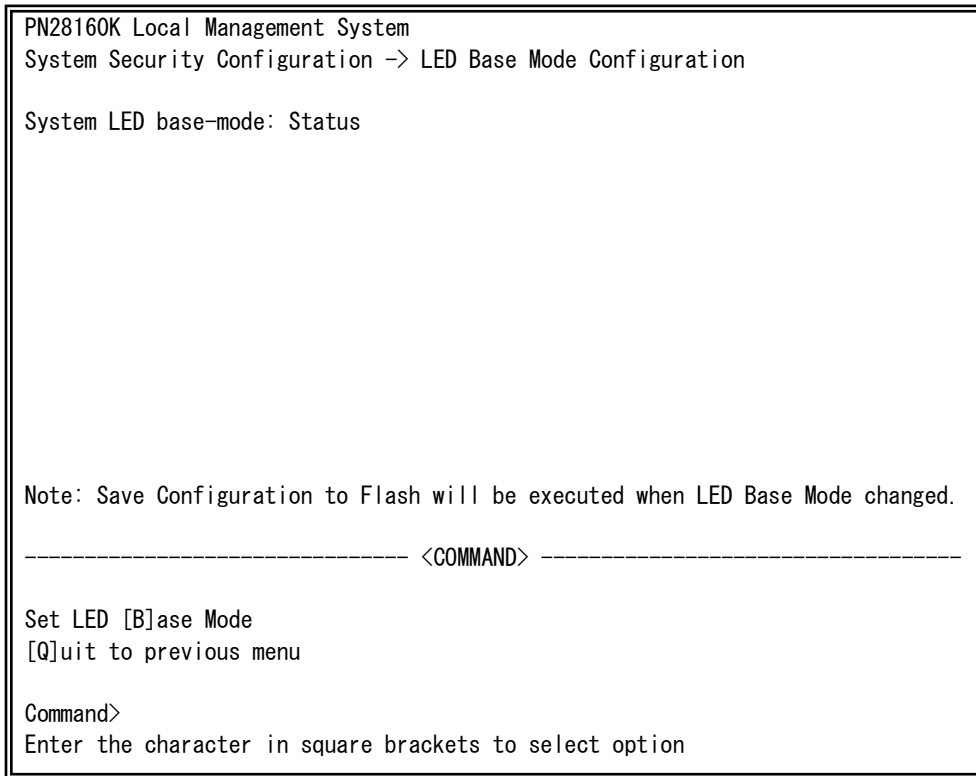 PN28160K Local Management System
System Security Configuration -> LED Base Mode Configuration
System LED base-mode: Status
Note: Save Configuration to Flash will be executed when LED Base Mode changed.
-------------------------------- <COMMAND> -----------------------------------
Set LED [B]ase Mode
[Q]uit to previous menu
Command>
Enter the character in square brackets to select option